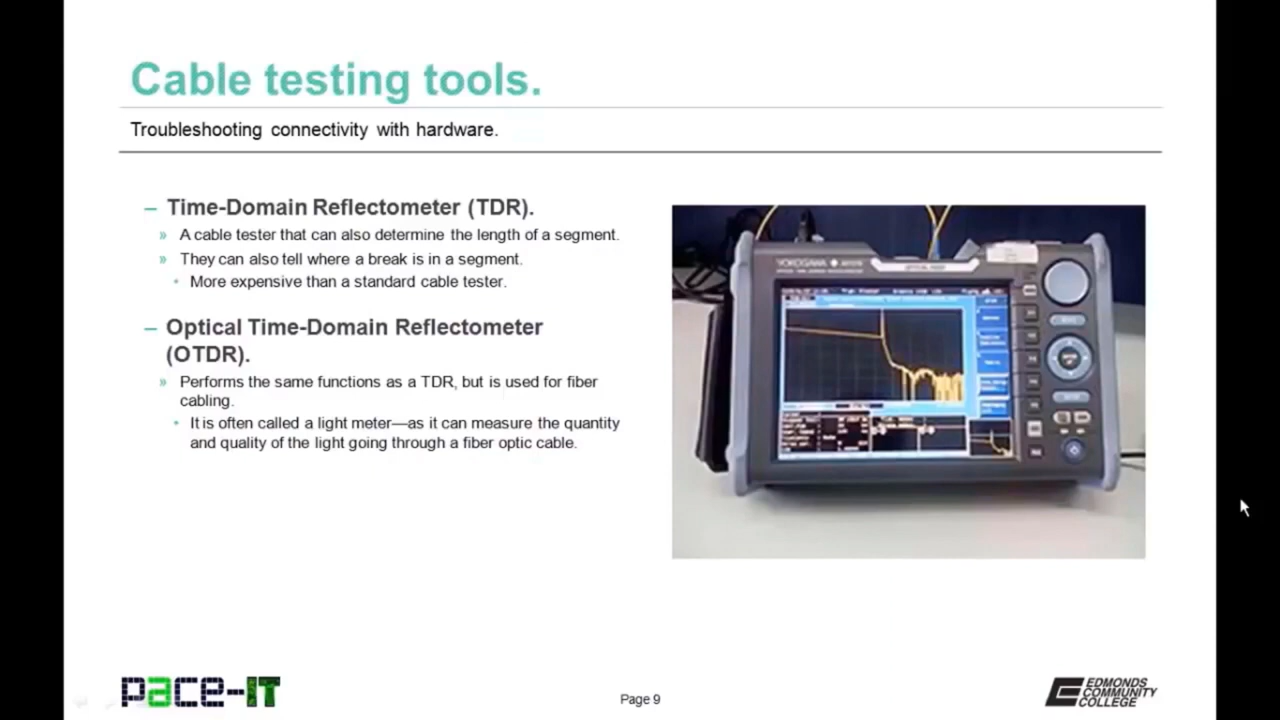 Cable testing tools.
Troubleshooting connectivity with hardware.
– Time-Domain Reflectometer (TDR).
» A cable tester that can also determine the length of a segment.
» They can also tell where a break is in a segment.
• More expensive than a standard cable tester.
– Optical Time-Domain Reflectometer
(OTDR).
» Performs the same functions as a TDR, but is used for fiber
cabling.
• It is often called a light meter—as it can measure the quantity
and quality of the light going through a fiber optic cable.
YOKOGAWA
pace-IT
Page 9
EDMONDS
COMMUNITY
COLLEGE